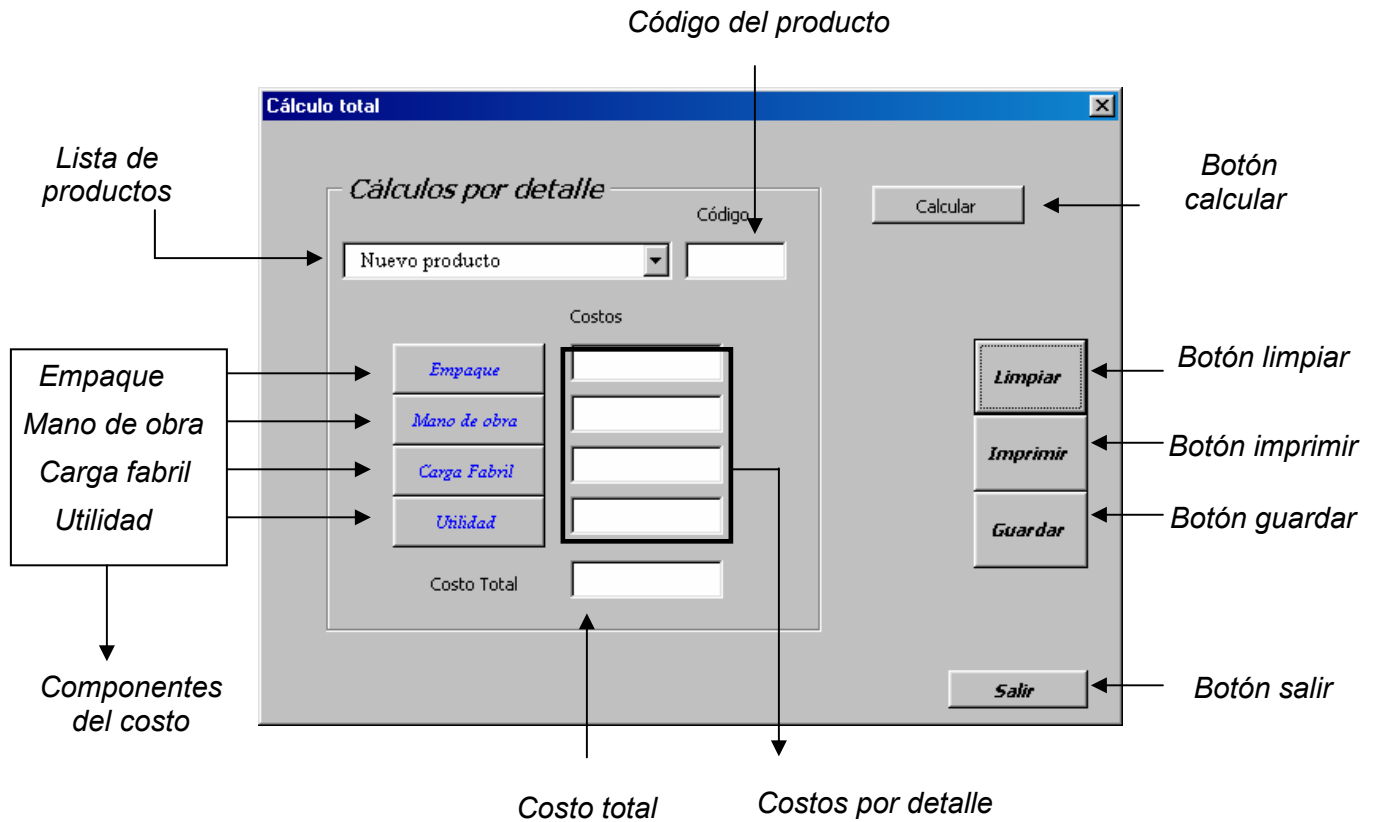 Código del producto
Cálculo total
Lista de
productos
Cálculos por detalle
Código
Calcular
Botón
calcular
Nuevo producto
Costos
Empaque
Mano de obra
Carga fabril
Utilidad
Empaque
Mano de obra
Carga Fabril
Utilidad
Costo Total
Limpiar
Imprimir
Guardar
Botón limpiar
Botón imprimir
Botón guardar
Componentes
del costo
Salir
Botón salir
Costo total
Costos por detalle